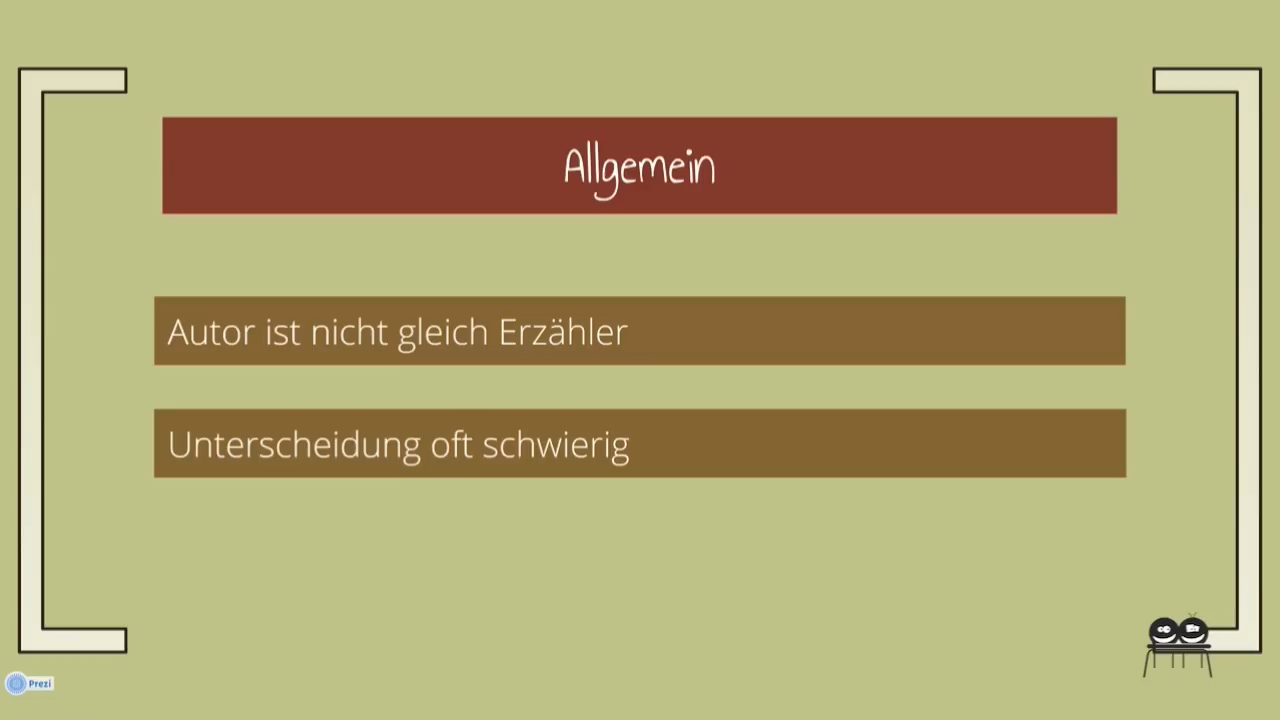 Allgemein
Autor ist nicht gleich Erzähler
Unterscheidung oft schwierig
Prezi